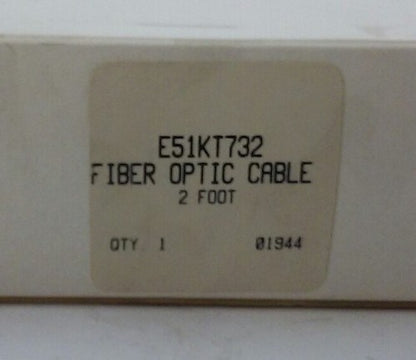 E51KT732
FIBER OPTIC CABLE
2 FOOT
QTY. 1 01944